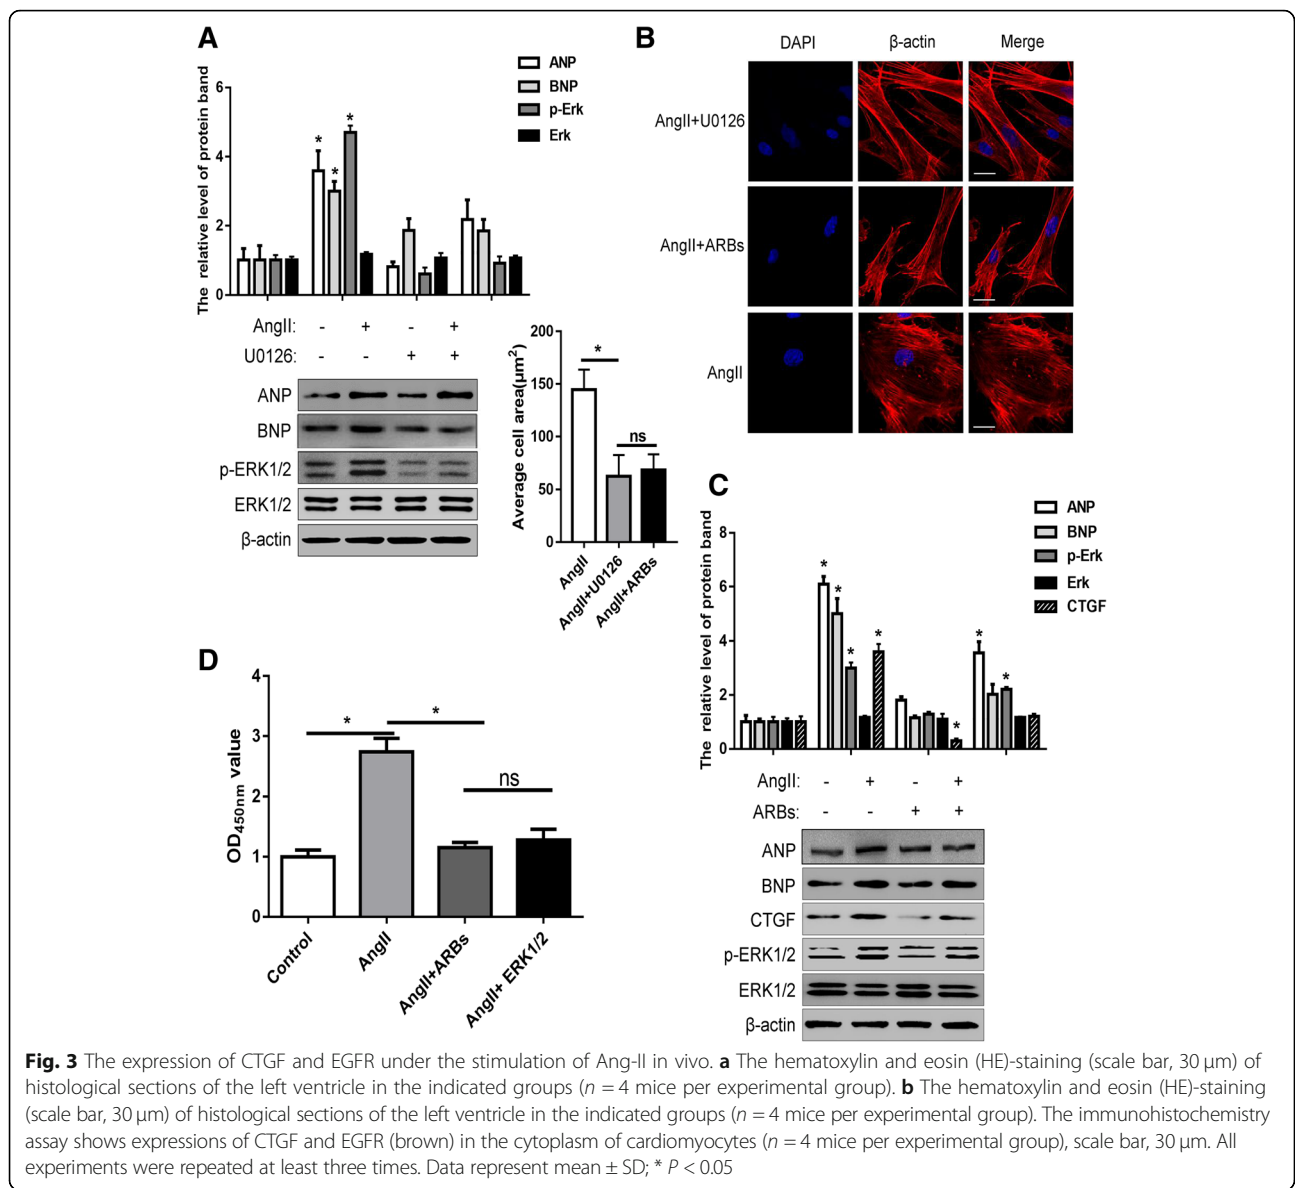 A
ANP
BNP
p-Erk
Erk
The relative level of protein band
6
4
2
0
* * *
AngII: - + - +
U0126: - - + +
ANP
BNP
p-ERK1/2
ERK1/2
β-actin
Average cell area(μm²)
200
150
100
50
0
*
ns
AngII
AngII+U0126
AngII+ARBs
B
DAPI β-actin Merge
AngII+U0126
AngII+ARBs
AngII
C
ANP
BNP
p-Erk
Erk
CTGF
The relative level of protein band
8
6
4
2
0
* * * * * * *
AngII: - + - +
ARBs: - - + +
ANP
BNP
CTGF
p-ERK1/2
ERK1/2
β-actin
D
OD450nm value
4
3
2
1
0
* *
ns
Control
AngII
AngII+ARBs
AngII+ ERK1/2
Fig. 3 The expression of CTGF and EGFR under the stimulation of Ang-II in vivo. a The hematoxylin and eosin (HE)-staining (scale bar, 30 μm) of
histological sections of the left ventricle in the indicated groups (n = 4 mice per experimental group). b The hematoxylin and eosin (HE)-staining
(scale bar, 30 μm) of histological sections of the left ventricle in the indicated groups (n = 4 mice per experimental group). The immunohistochemistry
assay shows expressions of CTGF and EGFR (brown) in the cytoplasm of cardiomyocytes (n = 4 mice per experimental group), scale bar, 30 μm. All
experiments were repeated at least three times. Data represent mean ± SD; * P < 0.05